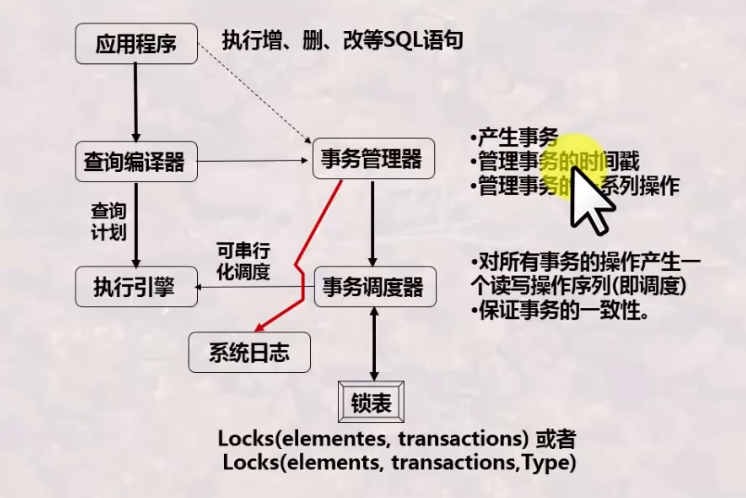 应用程序
执行增、删、改等SQL语句
查询编译器
事务管理器
•产生事务
•管理事务的时间戳
•管理事务的 系列操作
查询
计划
可串行
化调度
执行引擎
事务调度器
•对所有事务的操作产生一
个读写操作序列(即调度)
•保证事务的一致性。
系统日志
锁表
Locks(elementes, transactions) 或者
Locks(elements, transactions,Type)